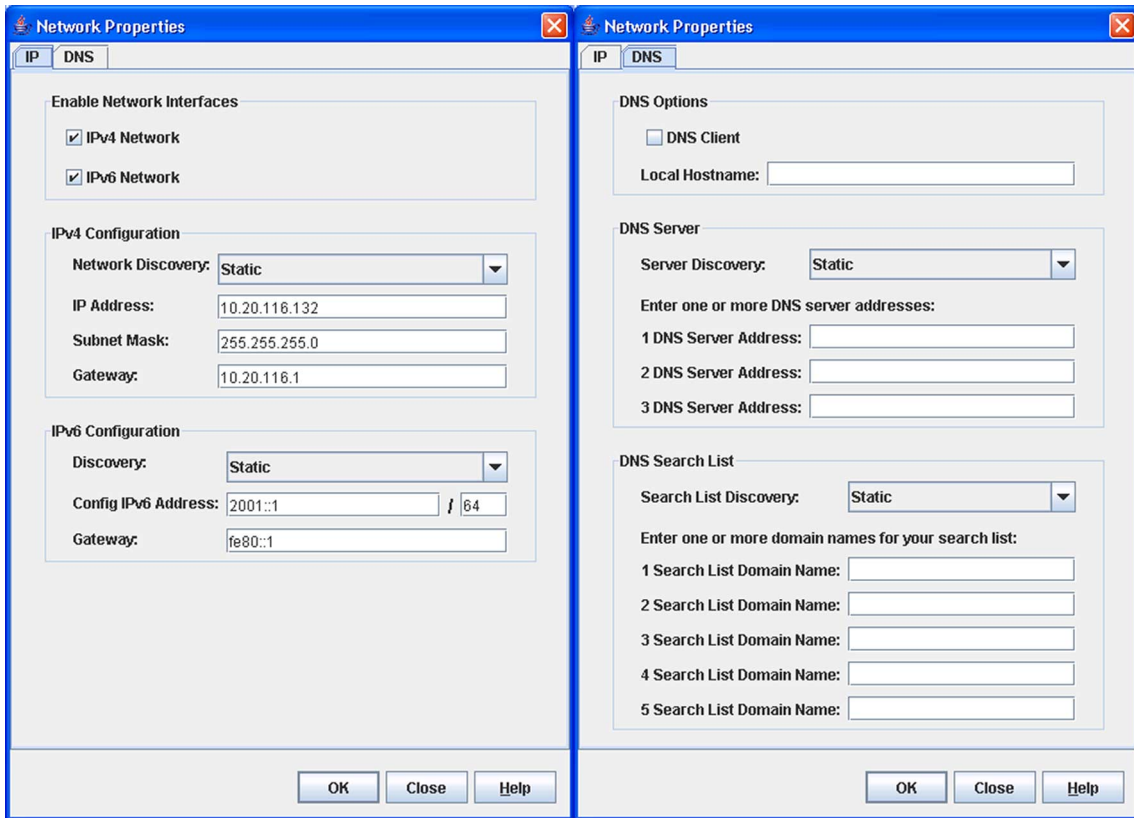 Network Properties
IP DNS
Enable Network Interfaces
IPv4 Network
IPv6 Network
IPv4 Configuration
Network Discovery: Static
IP Address: 10.20.116.132
Subnet Mask: 255.255.255.0
Gateway: 10.20.116.1
IPv6 Configuration
Discovery: Static
Config IPv6 Address: 2001::1 / 64
Gateway: fe80::1
OK Close Help
Network Properties
IP DNS
DNS Options
DNS Client
Local Hostname:
DNS Server
Server Discovery: Static
Enter one or more DNS server addresses:
1 DNS Server Address:
2 DNS Server Address:
3 DNS Server Address:
DNS Search List
Search List Discovery: Static
Enter one or more domain names for your search list:
1 Search List Domain Name:
2 Search List Domain Name:
3 Search List Domain Name:
4 Search List Domain Name:
5 Search List Domain Name:
OK Close Help